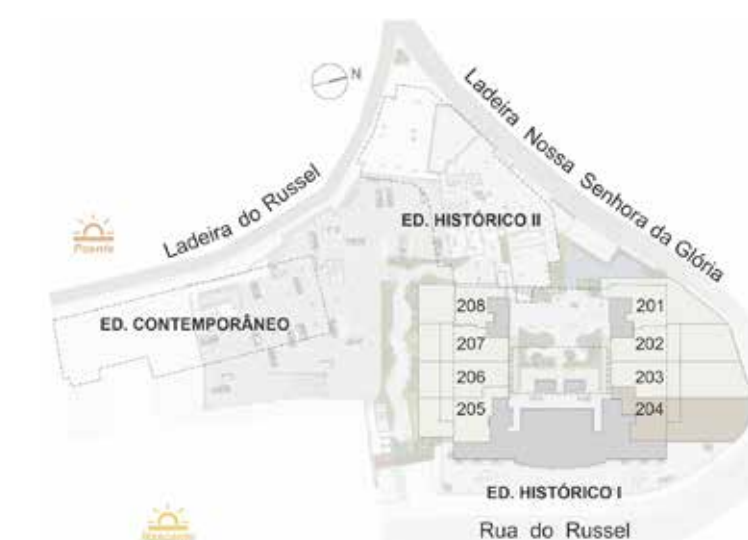 N
Ladeira Nossa Senhora da Glória
Ladeira do Russel
Poente
ED. HISTÓRICO II
ED. CONTEMPORÂNEO
208
201
207
202
206
203
205
204
ED. HISTÓRICO I
Nascente
Rua do Russel